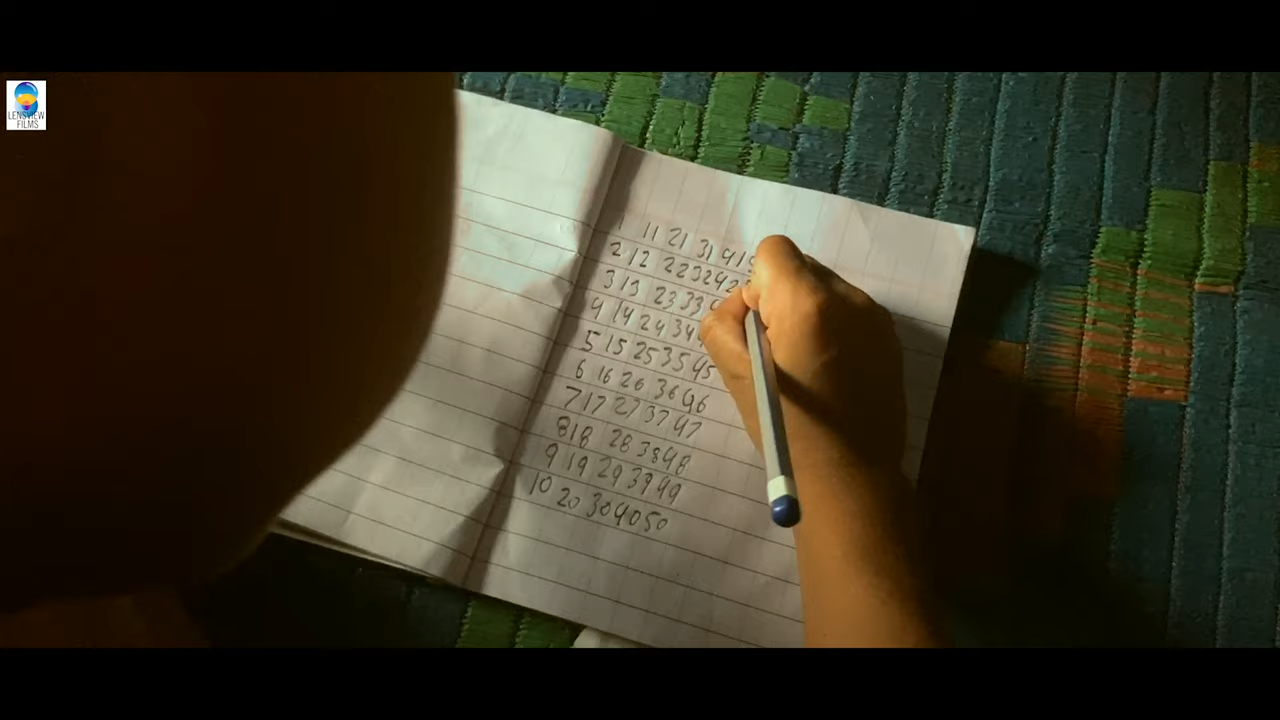 LENSVIEW
FILMS
1 11 21 31 41
2 12 22 32 42
3 13 23 33
4 14 24 34
5 15 25 35 45
6 16 26 36 46
7 17 27 37 47
8 18 28 38 48
9 19 29 39 49
10 20 30 40 50